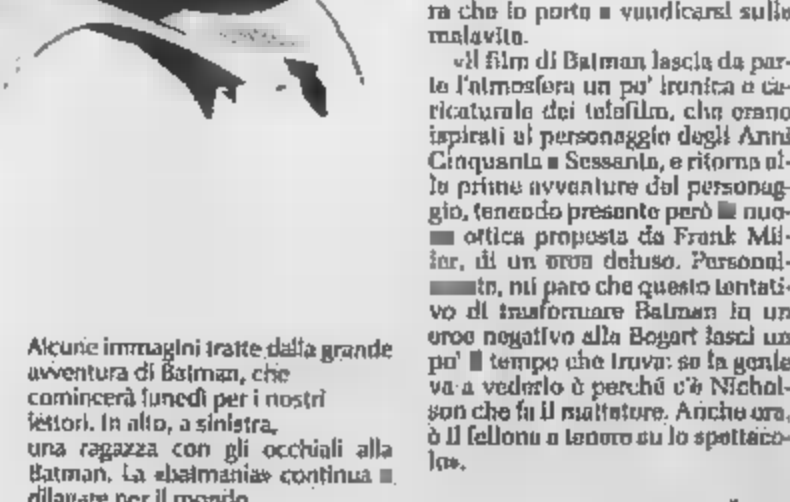 Alcune immagini tratte dalla grande
avventura di Batman, che
comincerà lunedì per i nostri
lettori. In alto, a sinistra,
una ragazza con gli occhiali alla
Batman. La «batmania» continua
dilagare per il mondo
ra che lo porta a vendicarsi sulla
malavita.
«Il film di Batman lascia da par-
te l'atmosfera un po' ironica e ca-
ricaturale dei telefilm, che erano
ispirati al personaggio degli Anni
Cinquanta e Sessanta, e ritorna al-
le prime avventure del personag-
gio, tenendo presente però nuo-
ottica proposta da Frank Mil-
ler, di un eroe deluso. Personal-
te, mi pare che questo tentati-
vo di trasformare Batman in un
eroe negativo alla Bogart lasci un
po' tempo che trova: se la gente
va a vederlo è perché c'è Nichol-
son che fa il mattatore. Anche ora,
è il fellone a tenere su lo spettaco-
lo».